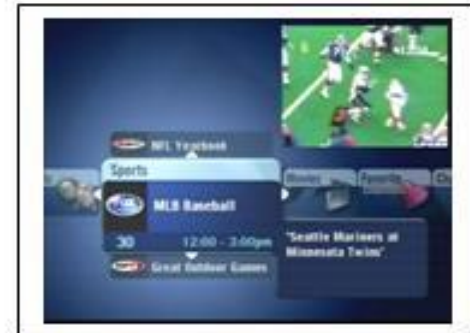 NFL Yearbook
Sports
Movies
Favorite
MLB Baseball
30 12:00 - 3:00pm
"Seattle Mariners at
Minnesota Twins"
Great Outdoor Games